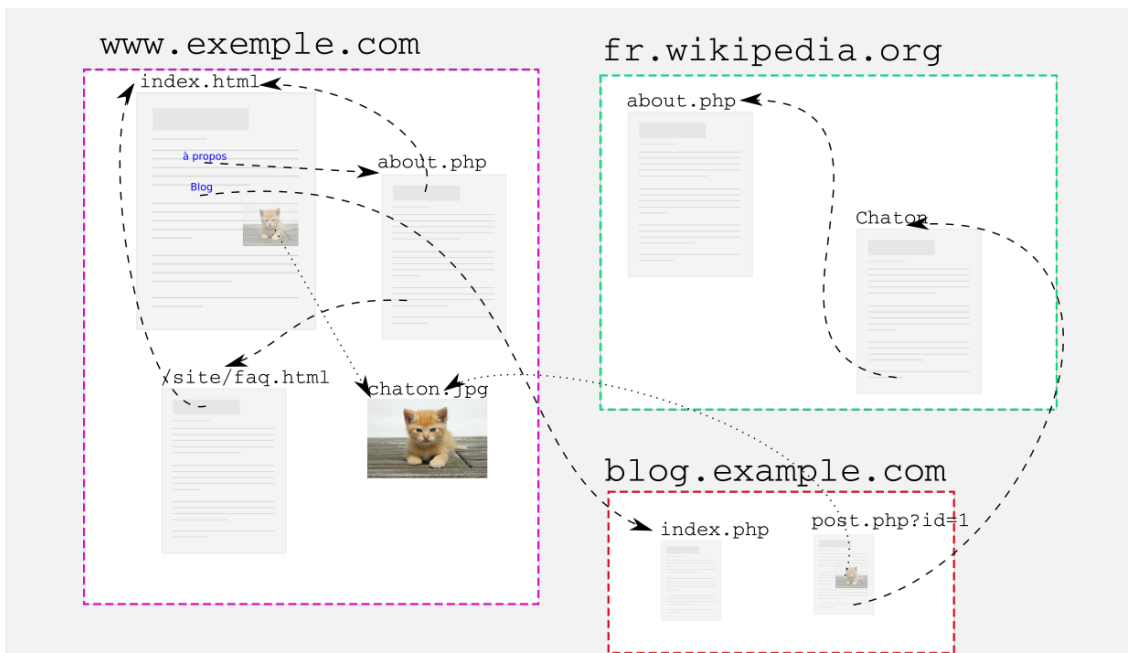 www.exemple.com
index.html
à propos
Blog
about.php
/site/faq.html
chaton.jpg
fr.wikipedia.org
about.php
Chaton
blog.example.com
index.php
post.php?id=1